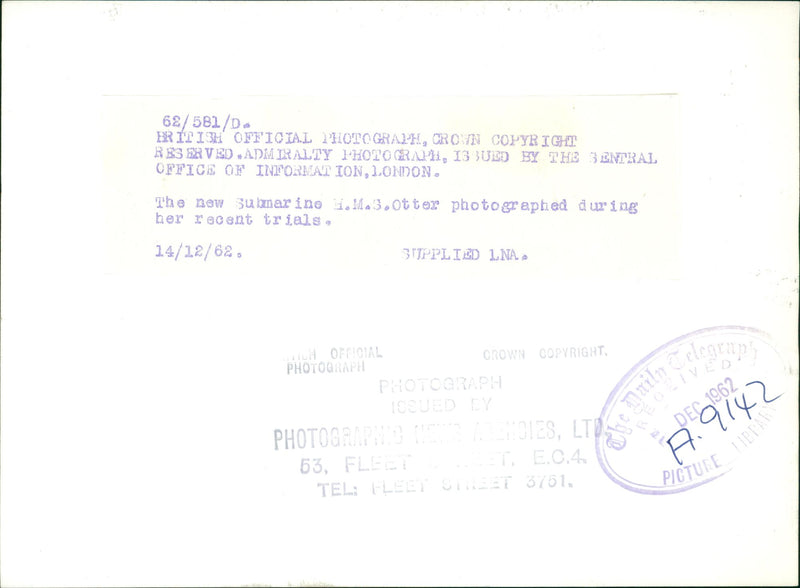 62/581/D.
BRITISH OFFICIAL PHOTOGRAPH, CROWN COPYRIGHT
RESERVED. ADMIRALTY PHOTOGRAPH, ISSUED BY THE SENTRAL
OFFICE OF INFORMATION, LONDON.
The new Submarine H.M.S. Otter photographed during
her recent trials.
14/12/62. SUPPLIED LNA.
OFFICIAL CROWN COPYRIGHT.
PHOTOGRAPH
PHOTOGRAPH
ISSUED BY
PHOTOGRAPHIC NEWS AGENCIES, LTD
53, FLEET STREET, E.C.4.
TEL: FLEET STREET 3751.
The Daily Telegraph
RECEIVED
DEC 1962
A.9142
PICTURE LIBRARY